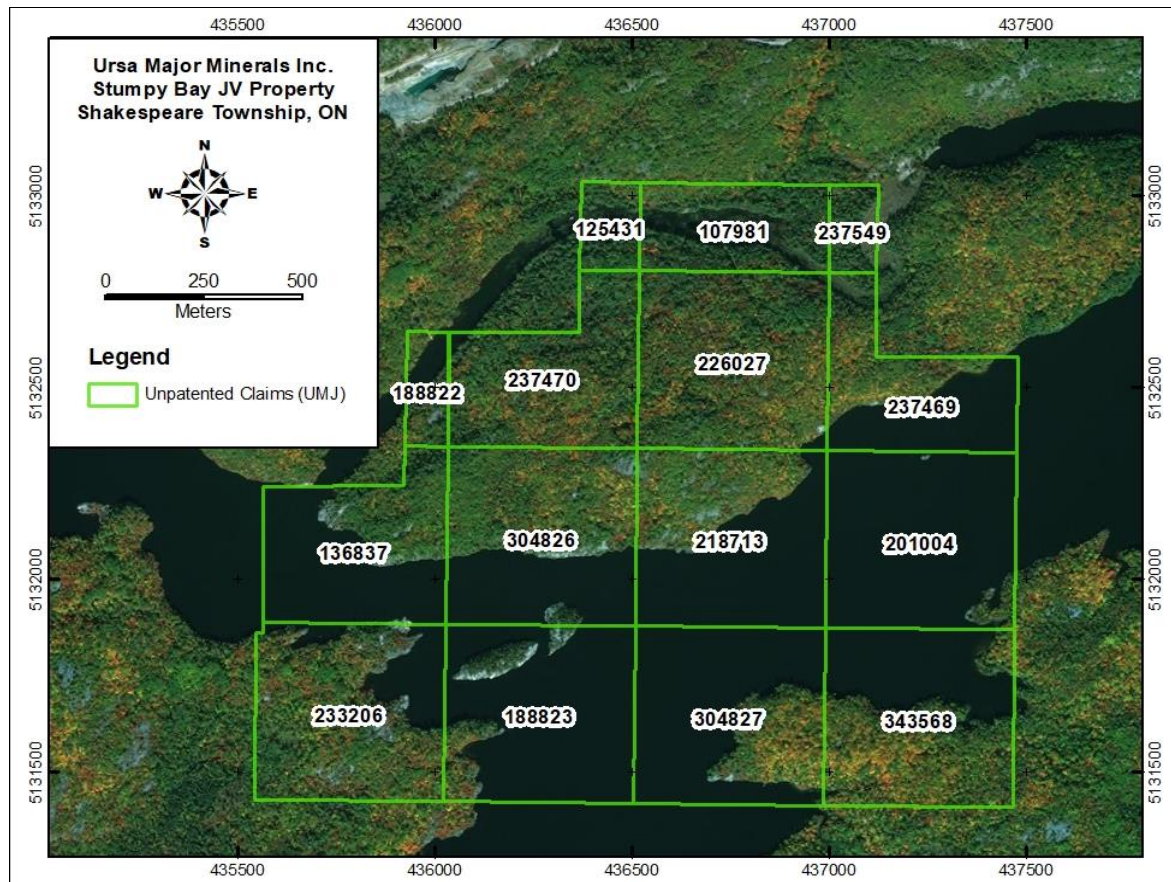 435500 436000 436500 437000 437500
Ursa Major Minerals Inc.
Stumpy Bay JV Property
Shakespeare Township, ON
N
W E
S
0 250 500
Meters
Legend
Unpatented Claims (UMJ)
5133000 5133000
125431 107981 237549
5132500 5132500
188822 237470 226027 237469
136837 304826 218713 201004
5132000 5132000
233206 188823 304827 343568
5131500 5131500
435500 436000 436500 437000 437500